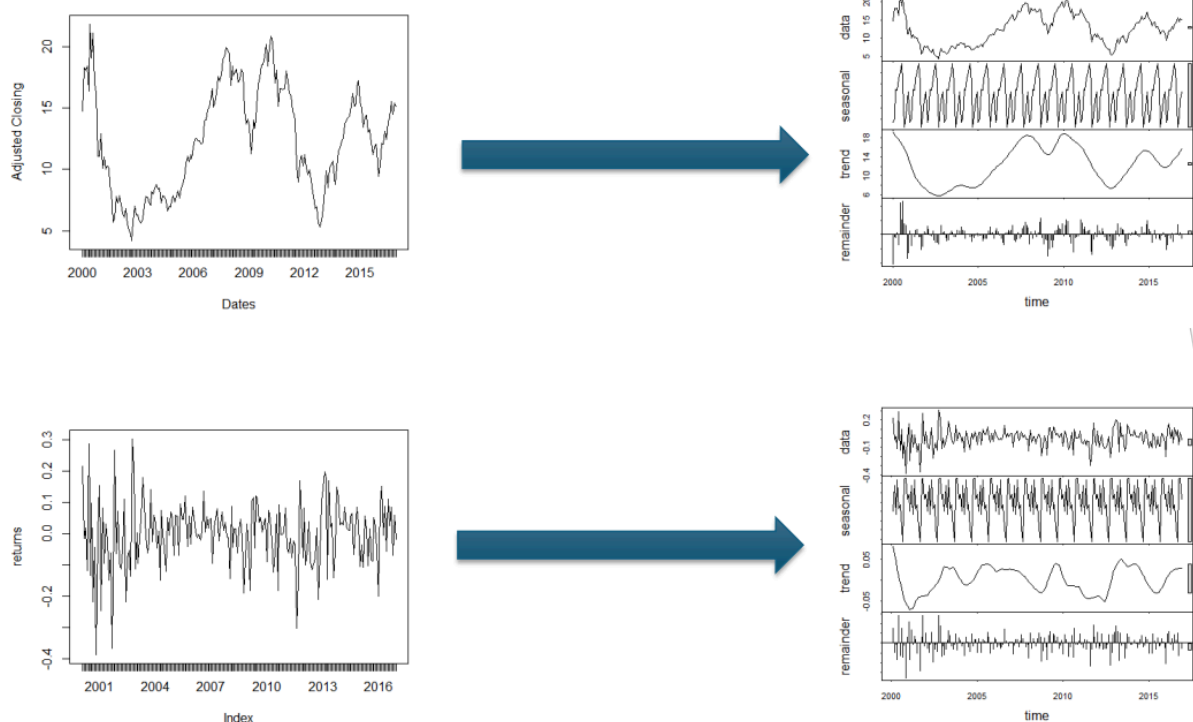 Adjusted Closing
20
15
10
5
2000 2003 2006 2009 2012 2015
Dates
data
seasonal
trend
remainder
5 10 20
6 10 14 18
2000 2005 2010 2015
time
returns
0.3
0.2
0.1
0.0
-0.2
-0.4
2001 2004 2007 2010 2013 2016
Index
data
seasonal
trend
remainder
-0.4 -0.1 0.2
-0.05 0.05
2000 2005 2010 2015
time